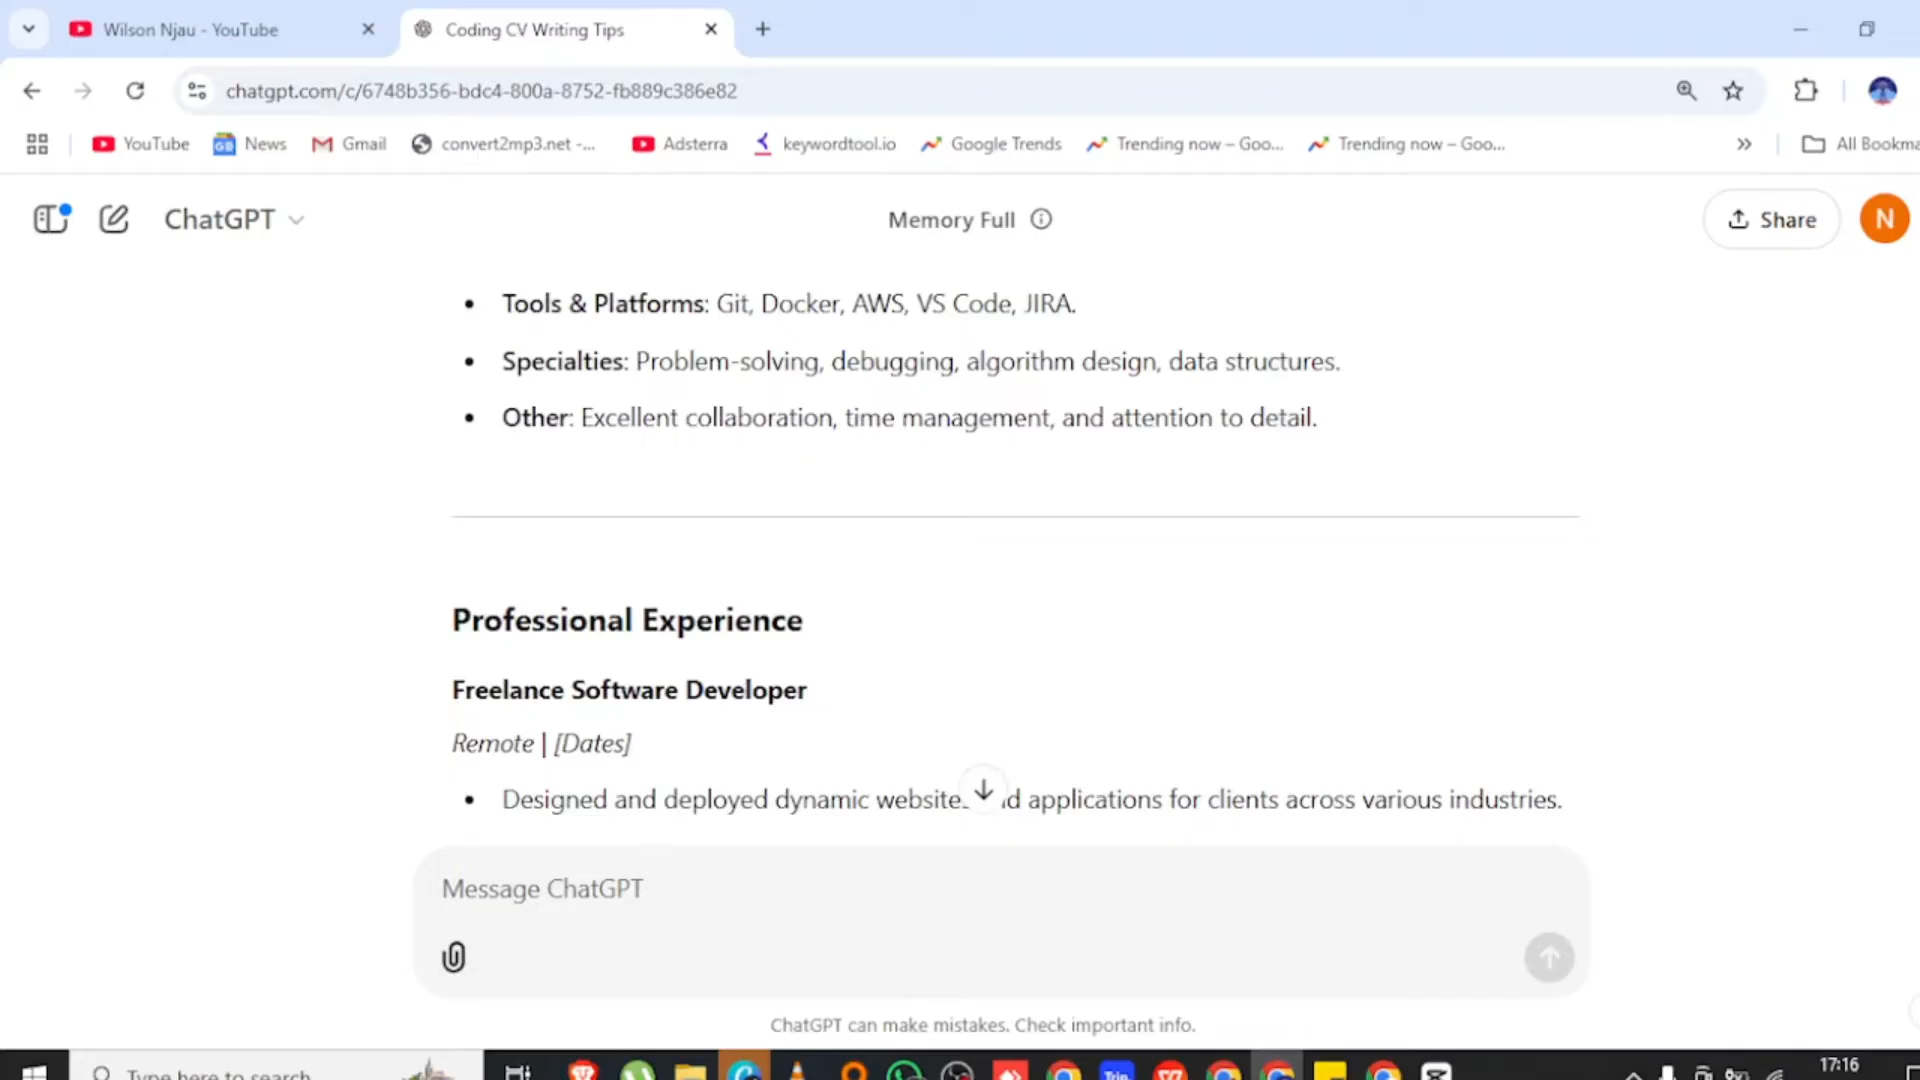 Wilson Njau - YouTube
Coding CV Writing Tips
chatgpt.com/c/6748b356-bdc4-800a-8752-fb889c386e82
YouTube
News
Gmail
convert2mp3.net -...
Adsterra
keywordtool.io
Google Trends
Trending now – Goo...
Trending now – Goo...
All Bookma
ChatGPT
Memory Full
Share
N
• Tools & Platforms: Git, Docker, AWS, VS Code, JIRA.
• Specialties: Problem-solving, debugging, algorithm design, data structures.
• Other: Excellent collaboration, time management, and attention to detail.
Professional Experience
Freelance Software Developer
Remote | [Dates]
• Designed and deployed dynamic website d applications for clients across various industries.
Message ChatGPT
ChatGPT can make mistakes. Check important info.
Type here to search
Trip
17:16